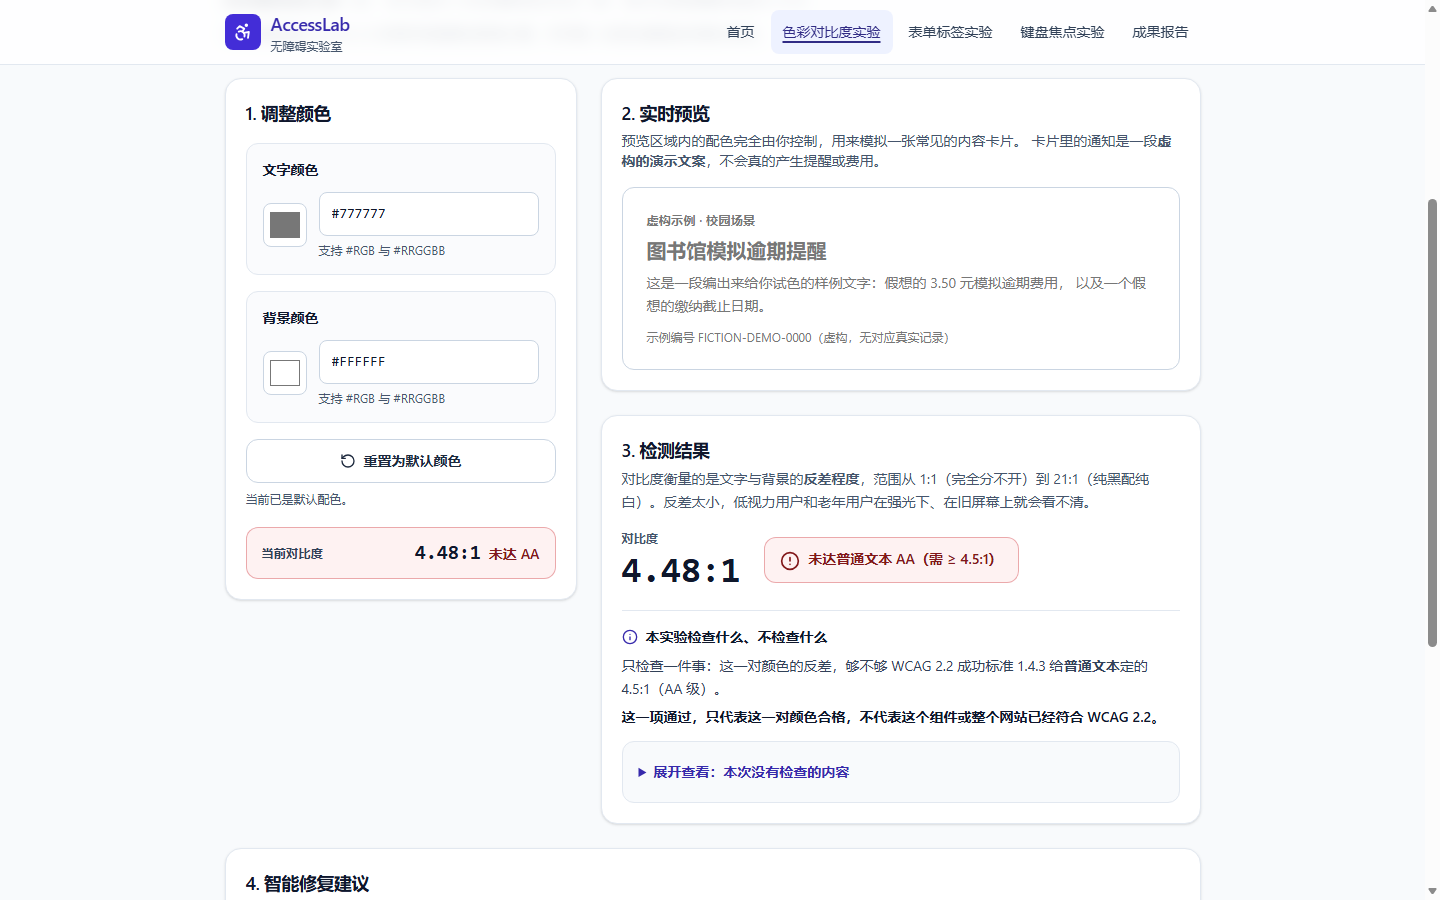 AccessLab
无障碍实验室
首页
色彩对比度实验
表单标签实验
键盘焦点实验
成果报告
1. 调整颜色
文字颜色
#777777
支持 #RGB 与 #RRGGBB
背景颜色
#FFFFFF
支持 #RGB 与 #RRGGBB
重置为默认颜色
当前已是默认配色。
当前对比度
4.48:1 未达 AA
2. 实时预览
预览区域内的配色完全由你控制，用来模拟一张常见的内容卡片。 卡片里的通知是一段虚
构的演示文案，不会真的产生提醒或费用。
虚构示例 · 校园场景
图书馆模拟逾期提醒
这是一段编出来给你试色的样例文字：假想的 3.50 元模拟逾期费用， 以及一个假
想的缴纳截止日期。
示例编号 FICTION-DEMO-0000（虚构，无对应真实记录）
3. 检测结果
对比度衡量的是文字与背景的反差程度，范围从 1:1（完全分不开）到 21:1（纯黑配纯
白）。反差太小，低视力用户和老年用户在强光下、在旧屏幕上就会看不清。
对比度
4.48:1
未达普通文本 AA（需 ≥ 4.5:1）
本实验检查什么、不检查什么
只检查一件事：这一对颜色的反差，够不够 WCAG 2.2 成功标准 1.4.3 给普通文本定的
4.5:1（AA 级）。
这一项通过，只代表这一对颜色合格，不代表这个组件或整个网站已经符合 WCAG 2.2。
展开查看：本次没有检查的内容
4. 智能修复建议